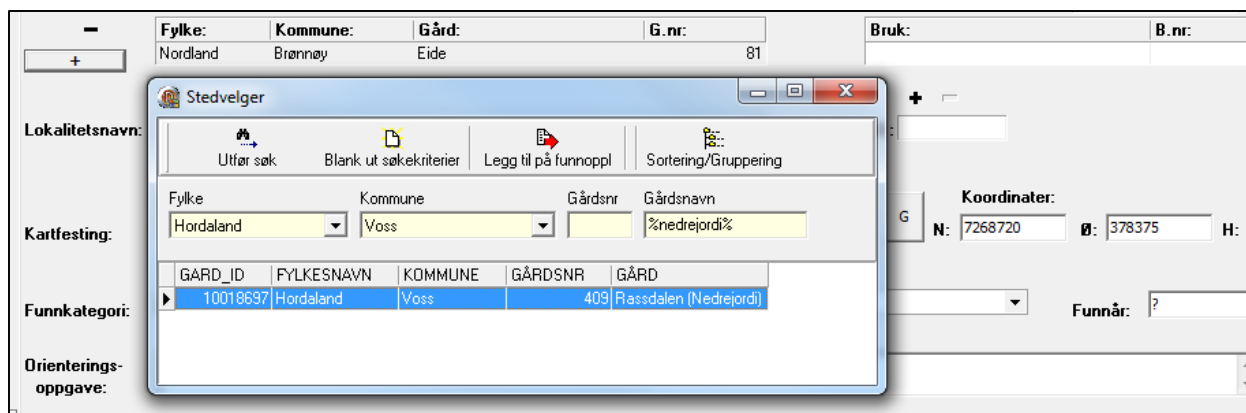 Fylke: Kommune: Gård: G.nr: Bruk: B.nr:
+ Nordland Brønnøy Eide 81
Stedvelger
Lokalitetsnavn:
Utfør søk Blank ut søkekriterier Legg til på funnoppl Sortering/Gruppering
Fylke Kommune Gårdsnr Gårdsnavn
Hordaland Voss %nedrejordi%
Koordinater:
Kartfesting: G N: 7268720 Ø: 378375 H:
GARD_ID FYLKESNAVN KOMMUNE GÅRDSNR GÅRD
10018697 Hordaland Voss 409 Rassdalen (Nedrejordi)
Funnkategori: Funnår: ?
Orienterings-
oppgave: